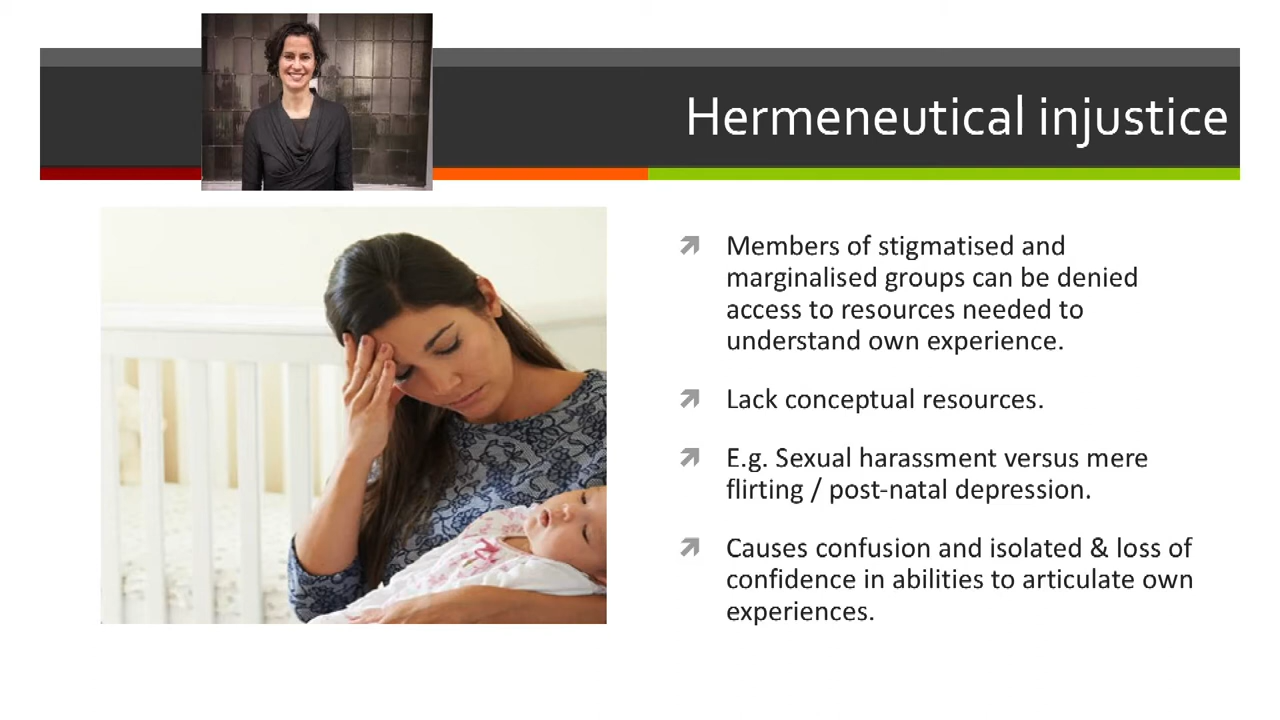 Hermeneutical injustice
Members of stigmatised and
marginalised groups can be denied
access to resources needed to
understand own experience.
Lack conceptual resources.
E.g. Sexual harassment versus mere
flirting / post-natal depression.
Causes confusion and isolated & loss of
confidence in abilities to articulate own
experiences.